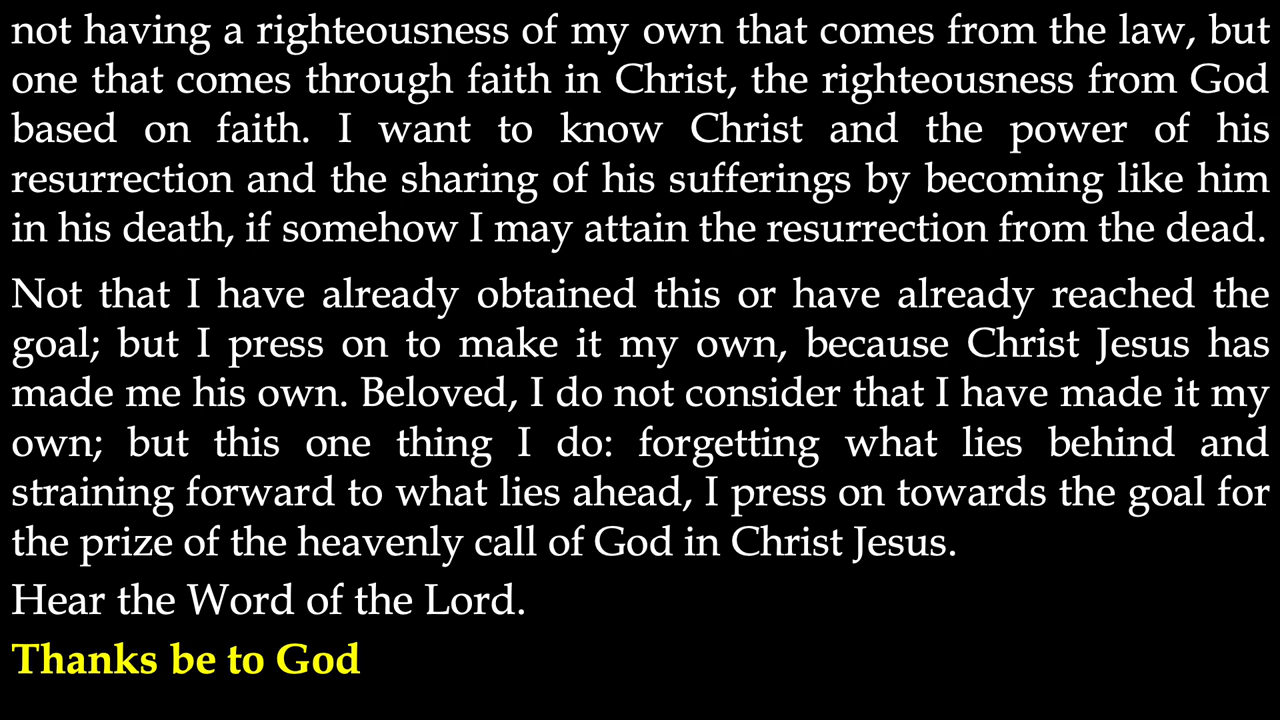 not having a righteousness of my own that comes from the law, but
one that comes through faith in Christ, the righteousness from God
based on faith. I want to know Christ and the power of his
resurrection and the sharing of his sufferings by becoming like him
in his death, if somehow I may attain the resurrection from the dead.
Not that I have already obtained this or have already reached the
goal; but I press on to make it my own, because Christ Jesus has
made me his own. Beloved, I do not consider that I have made it my
own; but this one thing I do: forgetting what lies behind and
straining forward to what lies ahead, I press on towards the goal for
the prize of the heavenly call of God in Christ Jesus.
Hear the Word of the Lord.
Thanks be to God